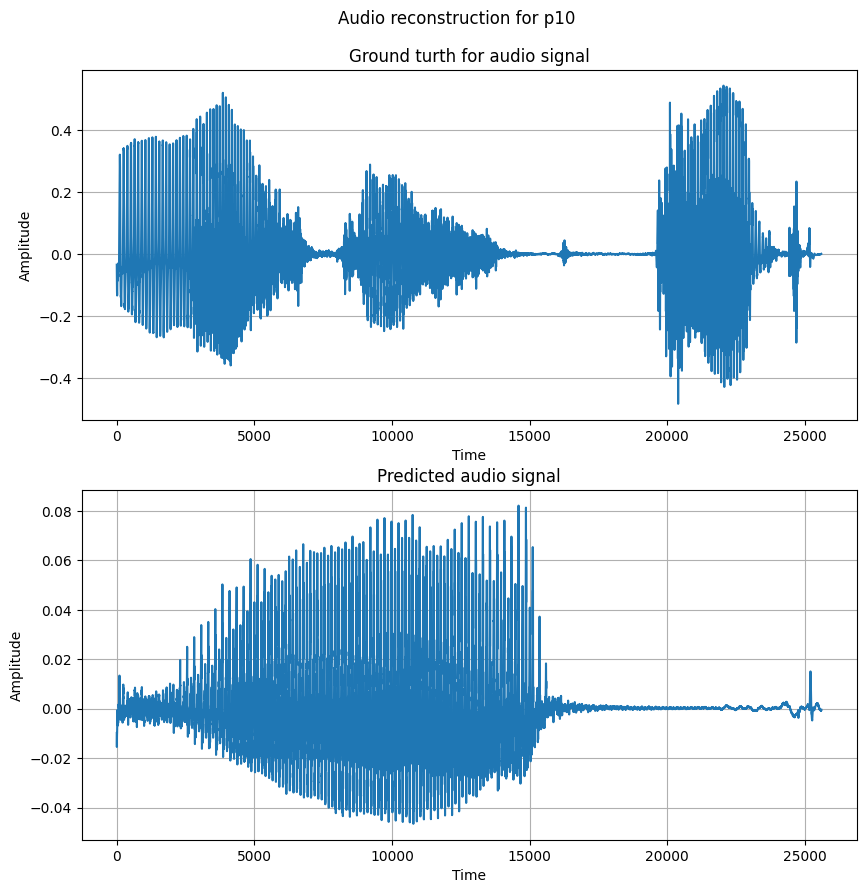 Audio reconstruction for p10
Ground turth for audio signal
0.4
0.2
0.0
−0.2
−0.4
Amplitude
0 5000 10000 15000 20000 25000
Time
Predicted audio signal
0.08
0.06
0.04
0.02
0.00
−0.02
−0.04
Amplitude
0 5000 10000 15000 20000 25000
Time